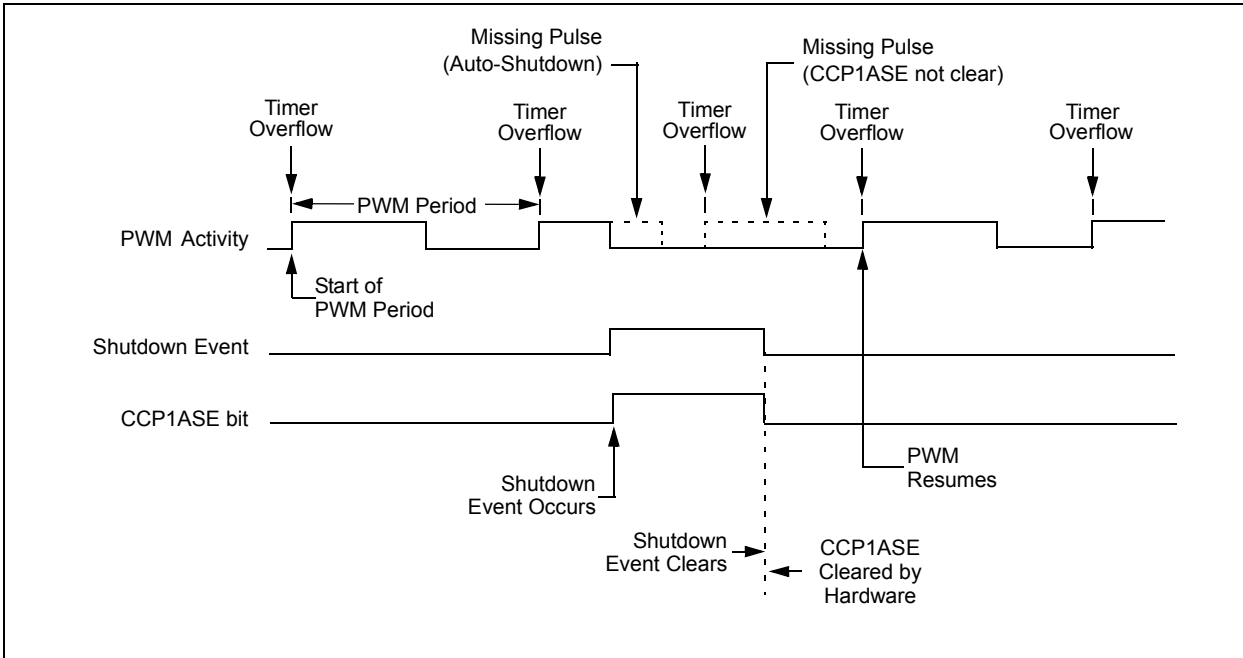 Missing Pulse
(Auto-Shutdown)
Missing Pulse
(CCP1ASE not clear)
Timer
Overflow
Timer
Overflow
Timer
Overflow
Timer
Overflow
Timer
Overflow
PWM Period
PWM Activity
Start of
PWM Period
Shutdown Event
CCP1ASE bit
Shutdown
Event Occurs
PWM
Resumes
Shutdown
Event Clears
CCP1ASE
Cleared by
Hardware